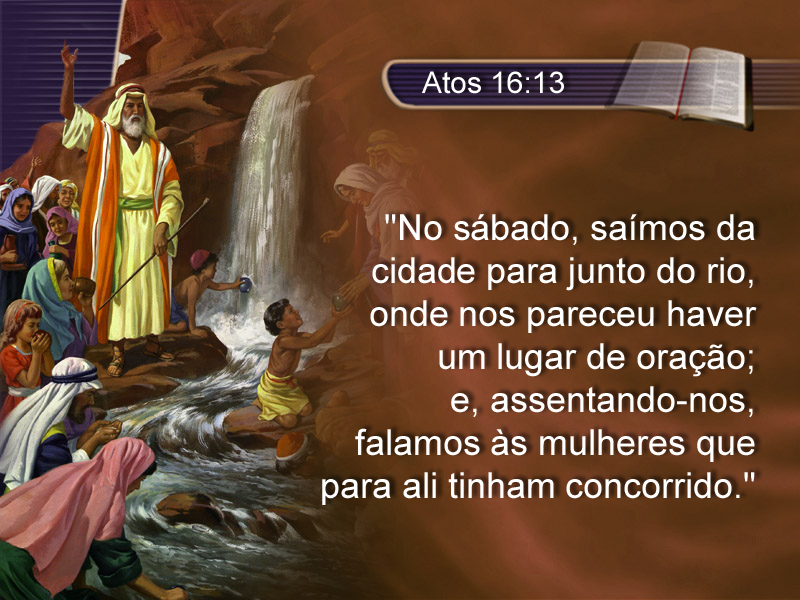 Atos 16:13
"No sábado, saímos da
cidade para junto do rio,
onde nos pareceu haver
um lugar de oração;
e, assentando-nos,
falamos às mulheres que
para ali tinham concorrido."